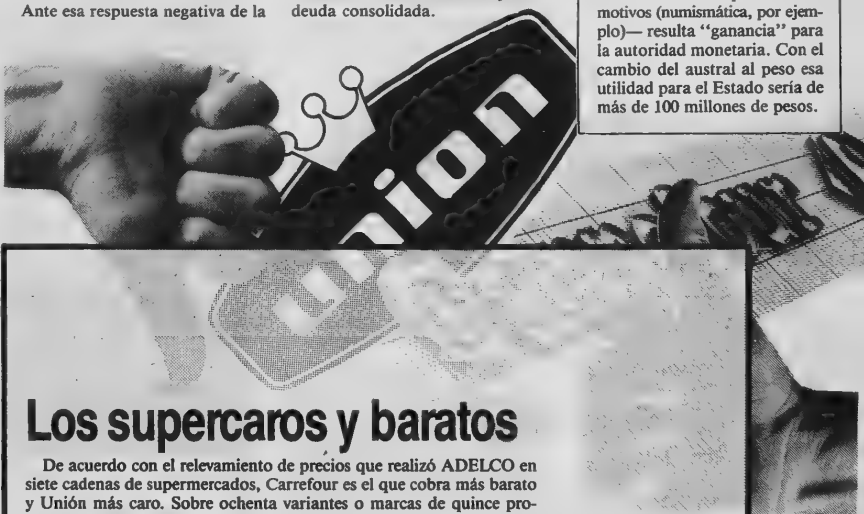 Ante esa respuesta negativa de la
deuda consolidada.
motivos (numismática, por ejem-
plo)— resulta “ganancia” para
la autoridad monetaria. Con el
cambio del austral al peso esa
utilidad para el Estado sería de
más de 100 millones de pesos.
union
Los supercaros y baratos
De acuerdo con el relevamiento de precios que realizó ADELCO en
siete cadenas de supermercados, Carrefour es el que cobra más barato
y Unión más caro. Sobre ochenta variantes o marcas de quince pro-